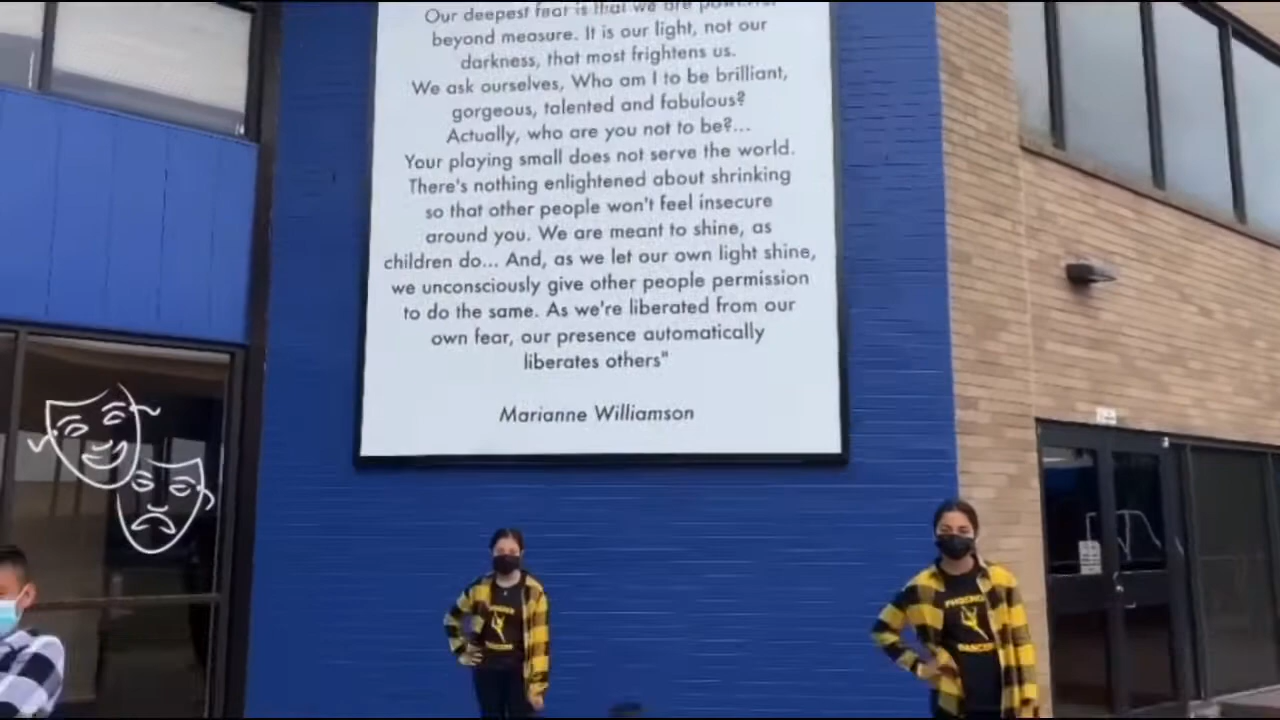 Our deepest fear is that we are powerful
beyond measure. It is our light, not our
darkness, that most frightens us.
We ask ourselves, Who am I to be brilliant,
gorgeous, talented and fabulous?
Actually, who are you not to be?...
Your playing small does not serve the world.
There's nothing enlightened about shrinking
so that other people won't feel insecure
around you. We are meant to shine, as
children do... And, as we let our own light shine,
we unconsciously give other people permission
to do the same. As we're liberated from our
own fear, our presence automatically
liberates others"
Marianne Williamson